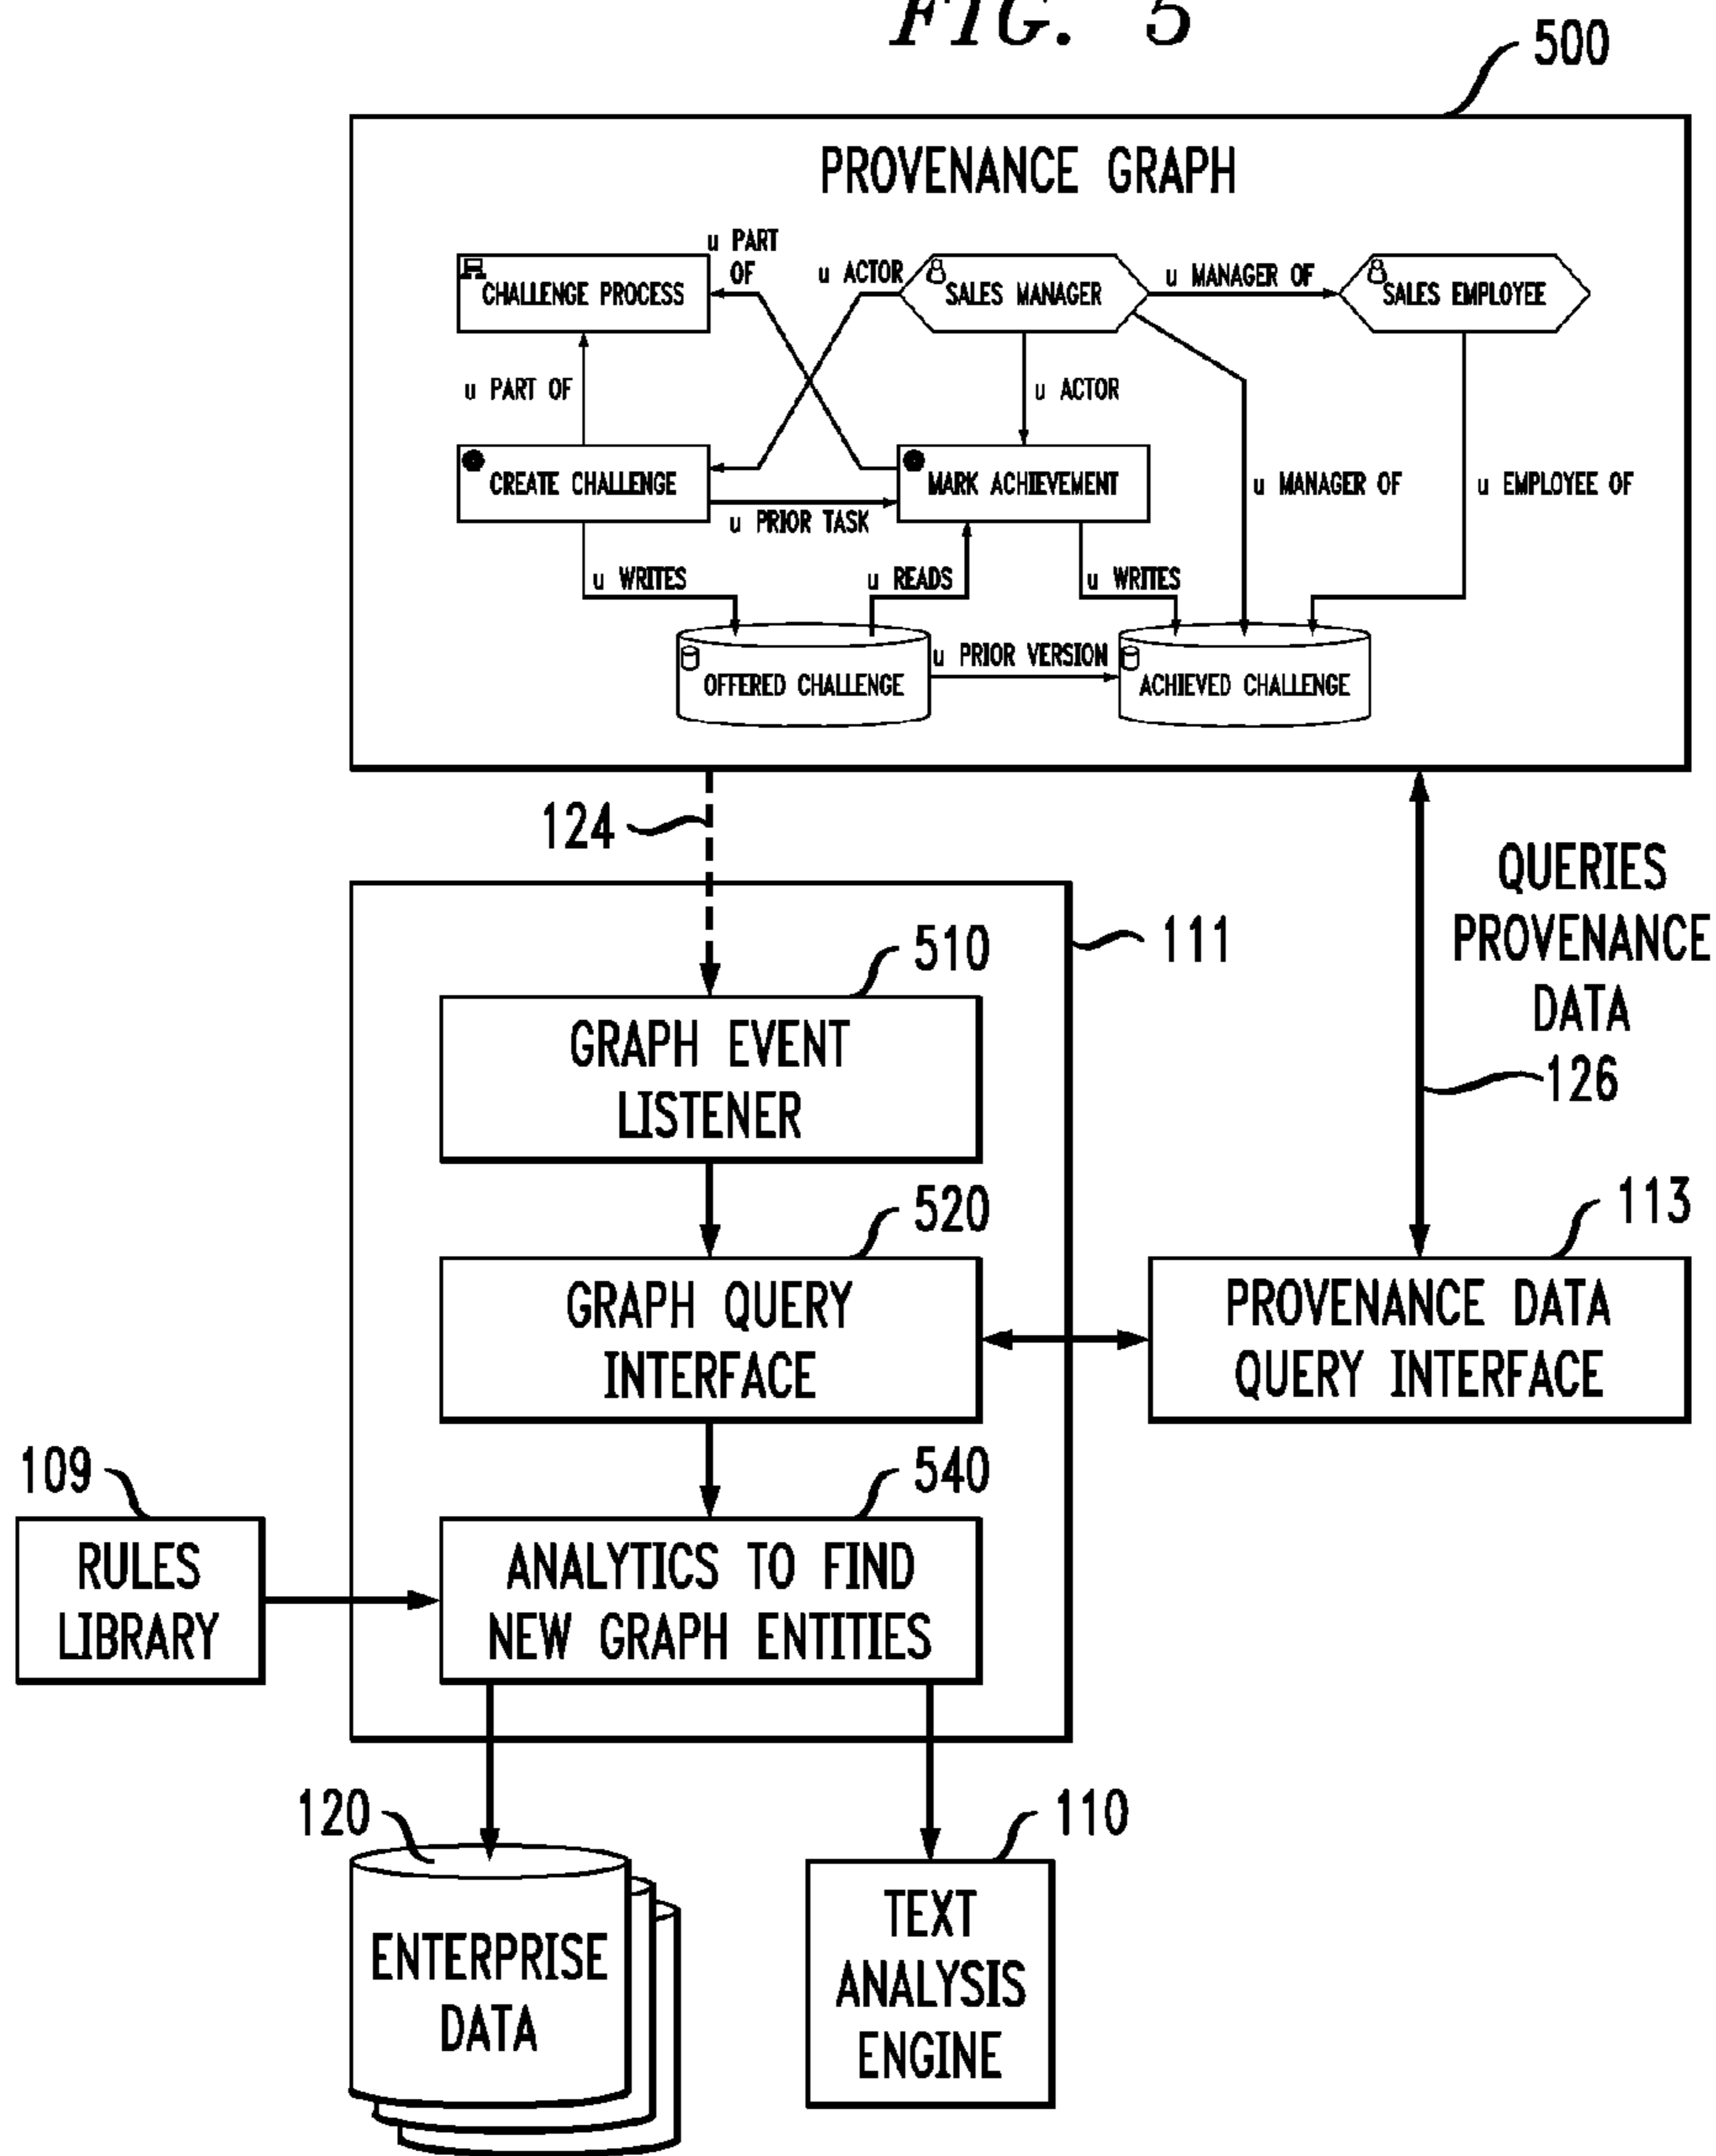 FIG. 5
500
PROVENANCE GRAPH
u PART
OF
u ACTOR
u MANAGER OF
CHALLENGE PROCESS
SALES MANAGER
SALES EMPLOYEE
u PART OF
u ACTOR
CREATE CHALLENGE
MARK ACHIEVEMENT
u MANAGER OF
u EMPLOYEE OF
u PRIOR TASK
u WRITES
u READS
u WRITES
u PRIOR VERSION
OFFERED CHALLENGE
ACHIEVED CHALLENGE
124
QUERIES
PROVENANCE
DATA
126
111
510
GRAPH EVENT
LISTENER
520
113
GRAPH QUERY
INTERFACE
PROVENANCE DATA
QUERY INTERFACE
109
540
RULES
LIBRARY
ANALYTICS TO FIND
NEW GRAPH ENTITIES
120
110
ENTERPRISE
DATA
TEXT
ANALYSIS
ENGINE